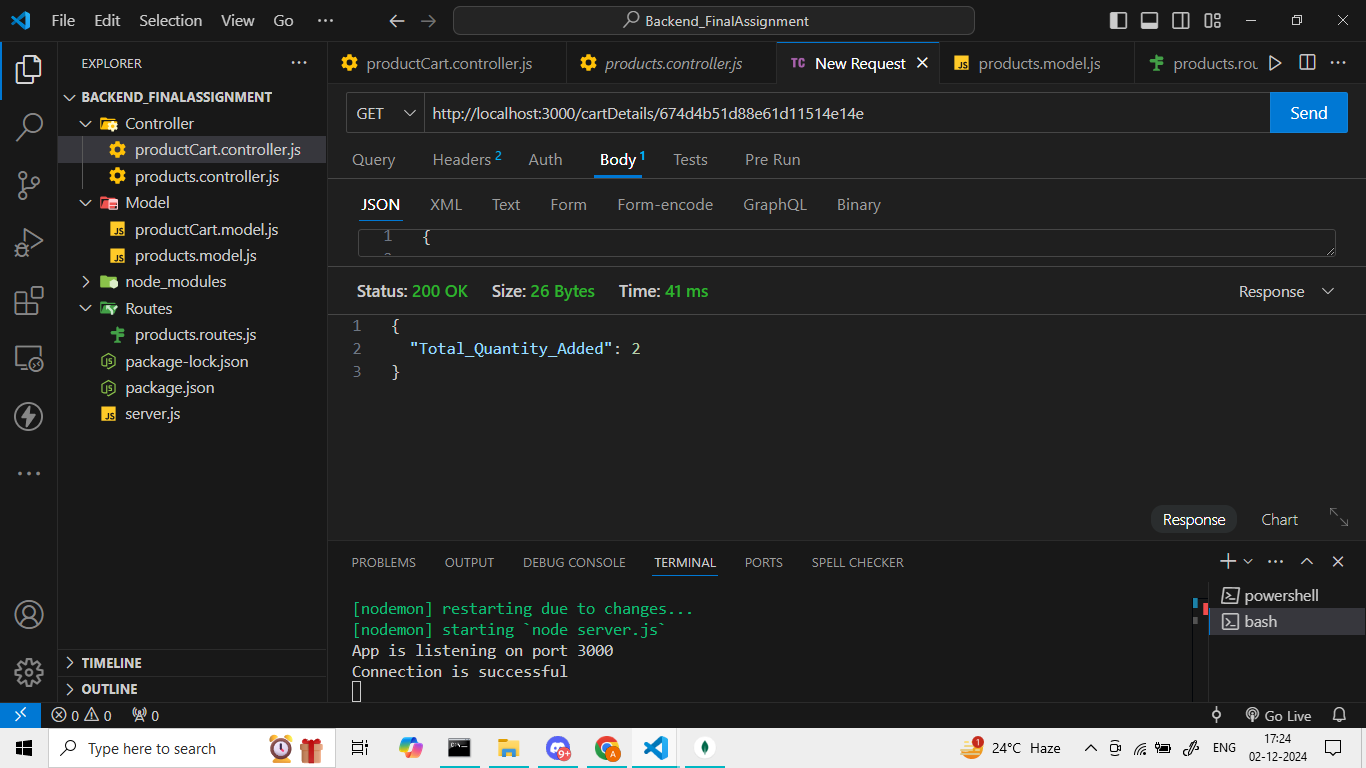 File Edit Selection View Go ··· Backend_FinalAssignment
EXPLORER ···
BACKEND_FINALASSIGNMENT
Controller
productCart.controller.js
products.controller.js
Model
productCart.model.js
products.model.js
node_modules
Routes
products.routes.js
package-lock.json
package.json
server.js
TIMELINE
OUTLINE
productCart.controller.js products.controller.js TC New Request products.model.js products.rou
GET http://localhost:3000/cartDetails/674d4b51d88e61d11514e14e Send
Query Headers 2 Auth Body 1 Tests Pre Run
JSON XML Text Form Form-encode GraphQL Binary
1 {
Status: 200 OK Size: 26 Bytes Time: 41 ms Response
1 {
2 "Total_Quantity_Added": 2
3 }
Response Chart
PROBLEMS OUTPUT DEBUG CONSOLE TERMINAL PORTS SPELL CHECKER
[nodemon] restarting due to changes...
[nodemon] starting `node server.js`
App is listening on port 3000
Connection is successful
powershell
bash
0 0 0 Go Live
Type here to search 9+ A 1 24°C Haze ENG 17:24
02-12-2024